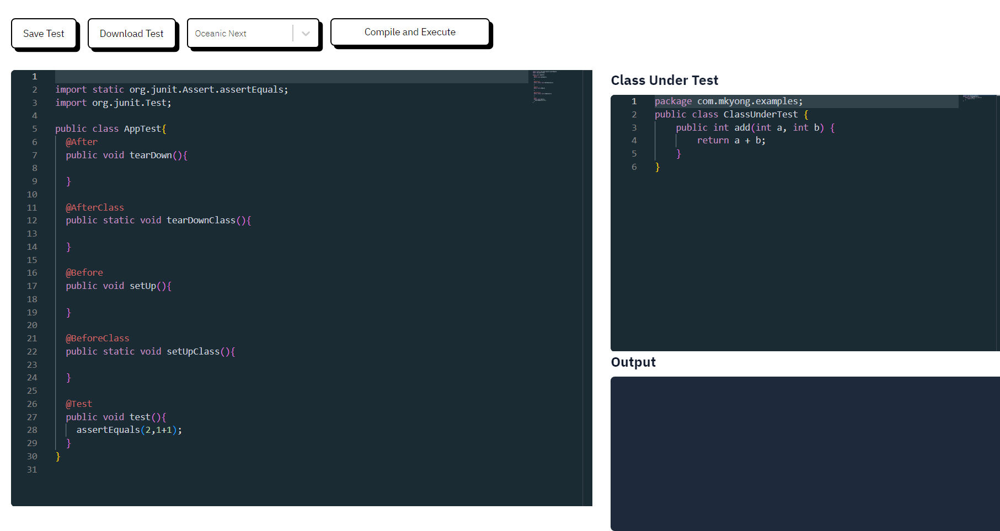 Save Test
Download Test
Oceanic Next
Compile and Execute
1
2 import static org.junit.Assert.assertEquals;
3 import org.junit.Test;
4
5 public class AppTest{
6 @After
7 public void tearDown(){
8
9 }
10
11 @AfterClass
12 public static void tearDownClass(){
13
14 }
15
16 @Before
17 public void setUp(){
18
19 }
20
21 @BeforeClass
22 public static void setUpClass(){
23
24 }
25
26 @Test
27 public void test(){
28 assertEquals(2,1+1);
29 }
30 }
31
Class Under Test
1 package com.mkyong.examples;
2 public class ClassUnderTest {
3 public int add(int a, int b) {
4 return a + b;
5 }
6 }
Output